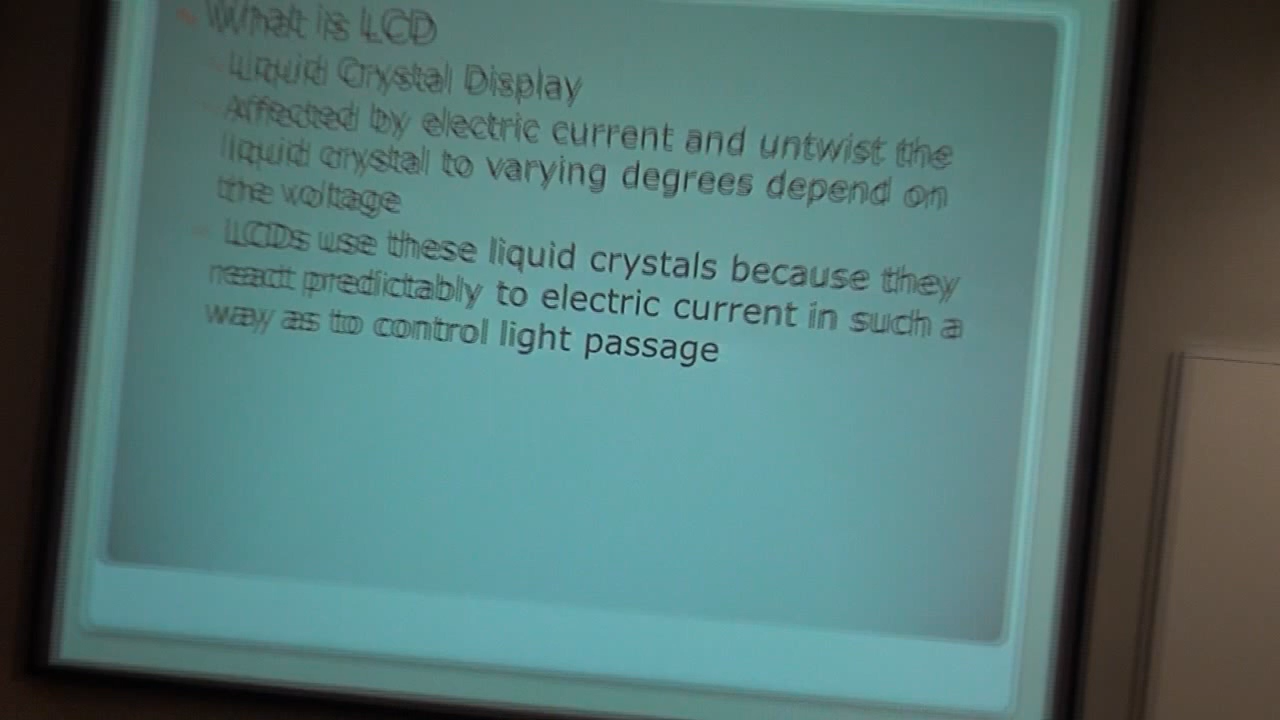 What is LCD
Liquid Crystal Display
Affected by electric current and untwist the
liquid crystal to varying degrees depend on
the voltage
LCDs use these liquid crystals because they
react predictably to electric current in such a
way as to control light passage